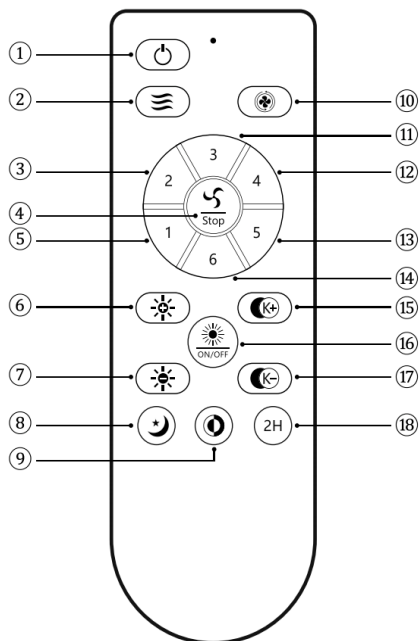 ①
② ⑩
⑪
3
③ 2 4 ⑫
④ Stop
⑤ 1 5 ⑬
6
⑭
⑥ K+ ⑮
ON/OFF ⑯
⑦ K− ⑰
⑧ 2H ⑱
⑨